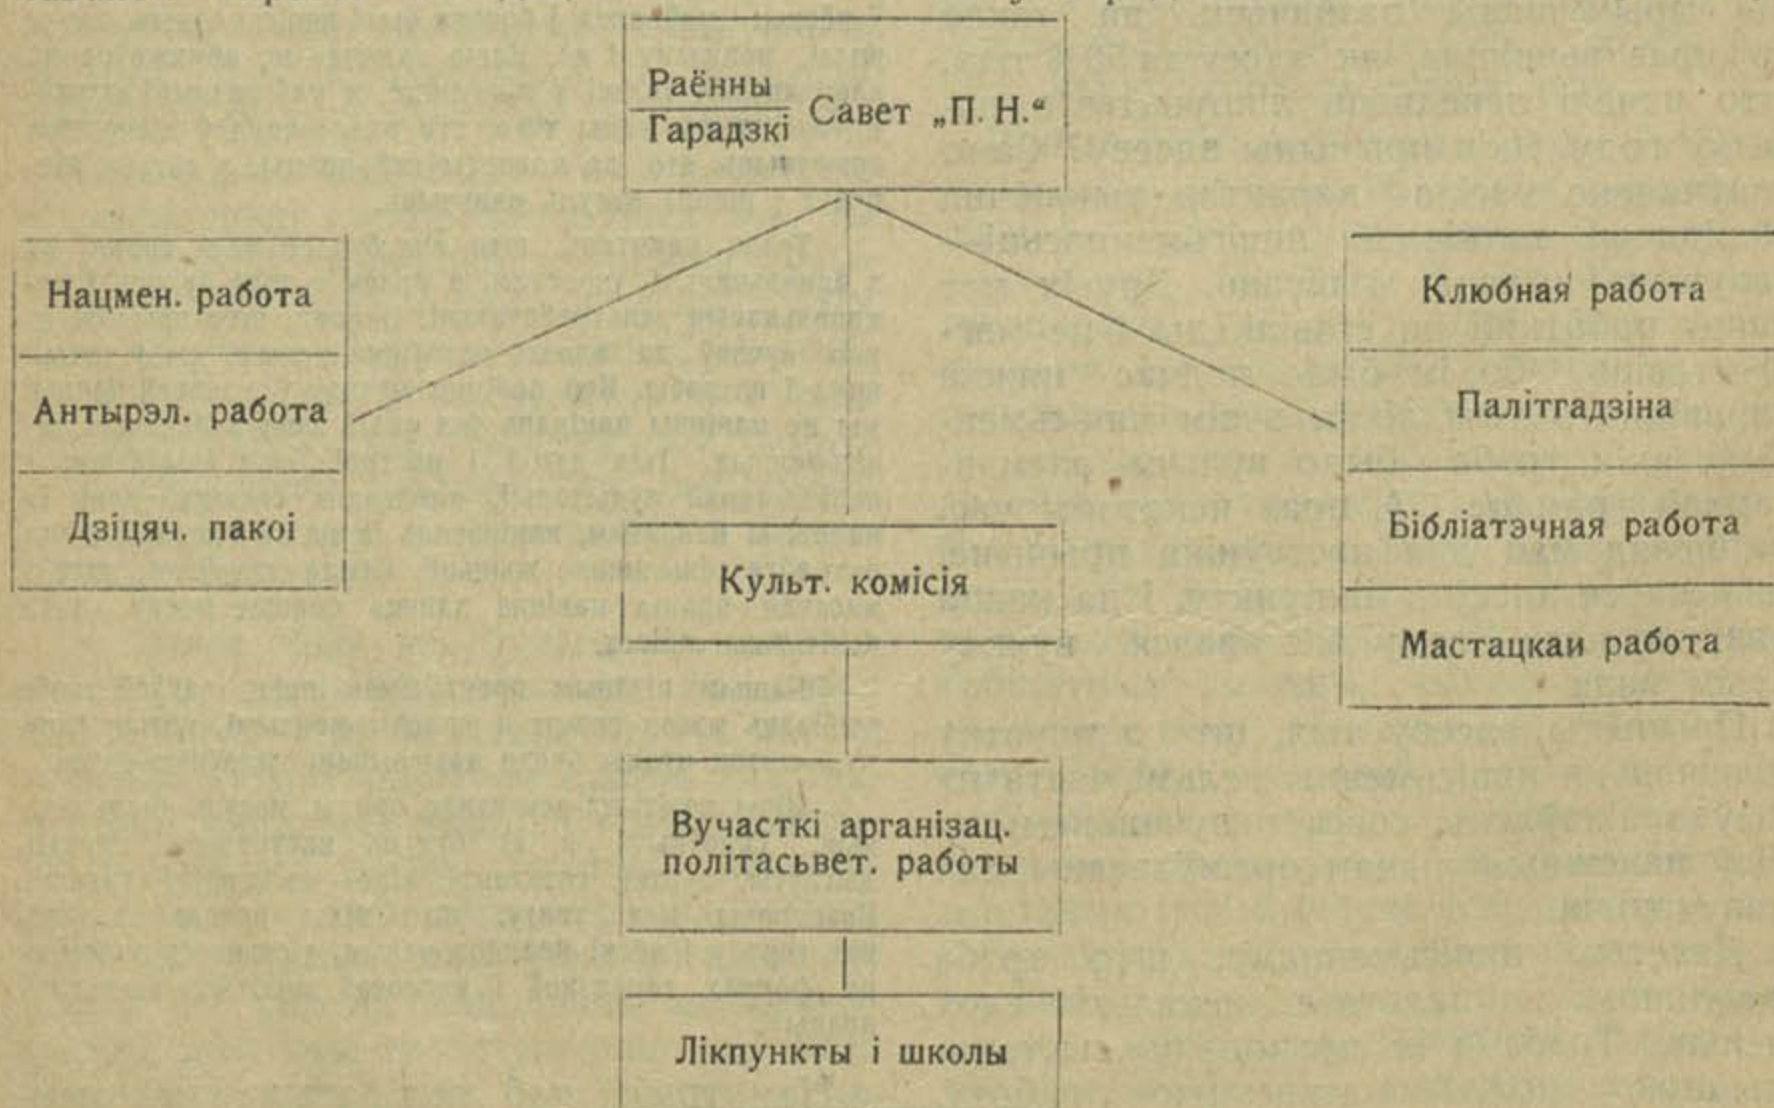 Раённы
Гарадзкі Савет „П. Н.“
Нацмен. работа
Антырэл. работа
Дзіцяч. пакоі
Клюбная работа
Палітгадзіна
Бібліатэчная работа
Мастацкаи работа
Культ. комісія
Вучасткі арганізац.
політасьвет. работы
Лікпункты і школы